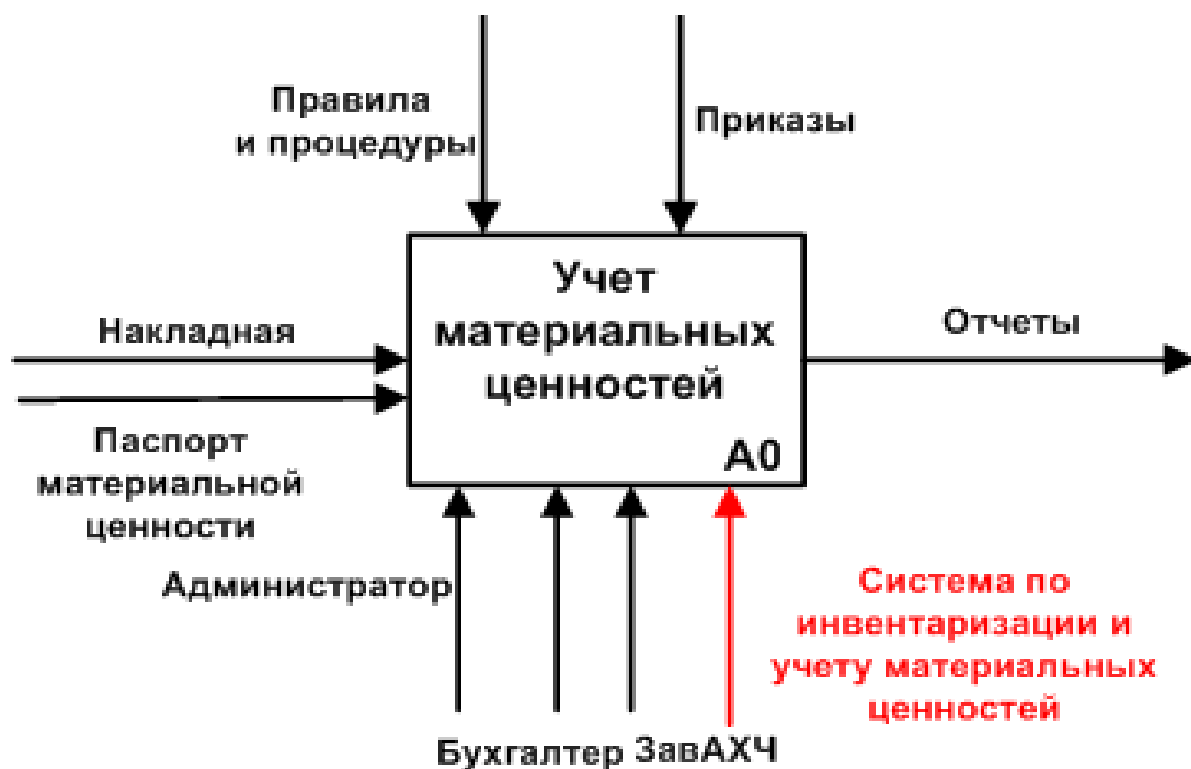 Правила
и процедуры
Приказы
Учет
материальных
ценностей
А0
Накладная
Отчеты
Паспорт
материальной
ценности
Администратор
Бухгалтер
ЗавАХЧ
Система по
инвентаризации и
учету материальных
ценностей